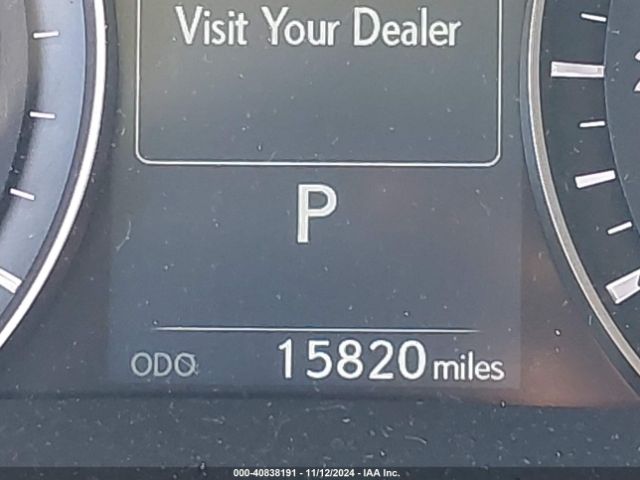 Visit Your Dealer
P
ODO 15820 miles
000-40838191 - 11/12/2024 - IAA Inc.